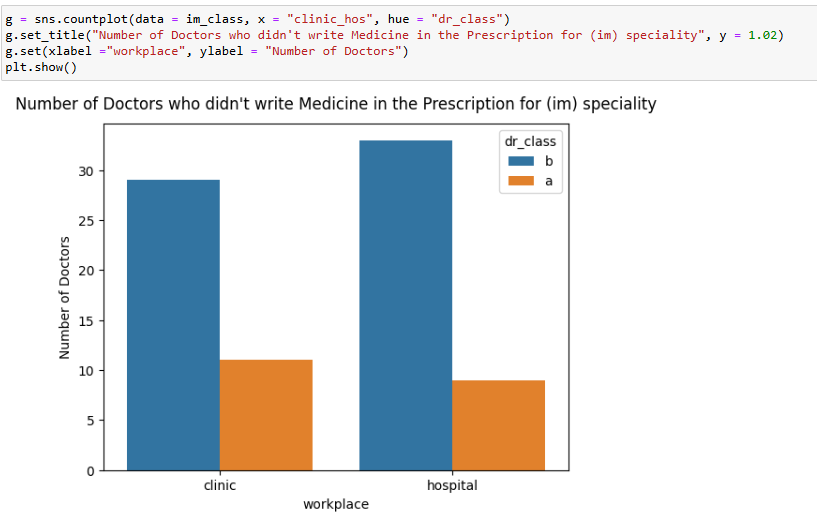 g = sns.countplot(data = im_class, x = "clinic_hos", hue = "dr_class")
g.set_title("Number of Doctors who didn't write Medicine in the Prescription for (im) speciality", y = 1.02)
g.set(xlabel ="workplace", ylabel = "Number of Doctors")
plt.show()
Number of Doctors who didn't write Medicine in the Prescription for (im) speciality
dr_class
b
a
Number of Doctors
30
25
20
15
10
5
0
clinic
hospital
workplace